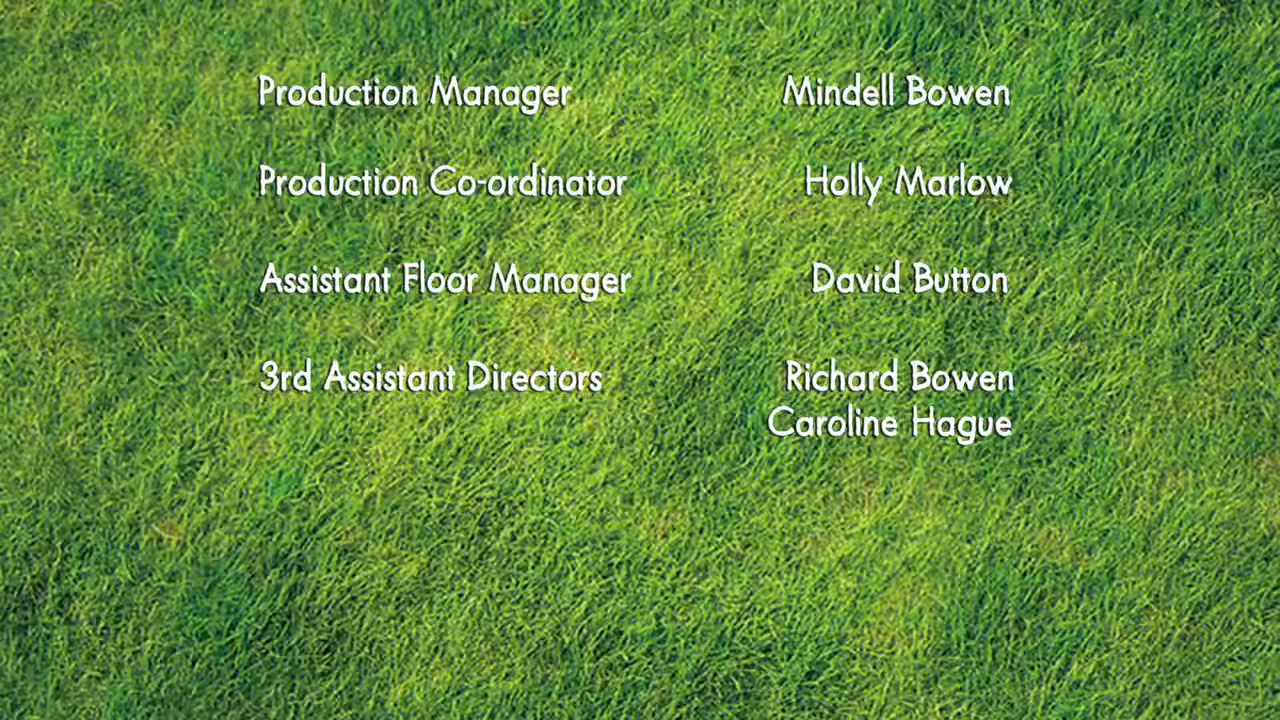 Production Manager Mindell Bowen
Production Co-ordinator Holly Marlow
Assistant Floor Manager David Button
3rd Assistant Directors Richard Bowen
Caroline Hague